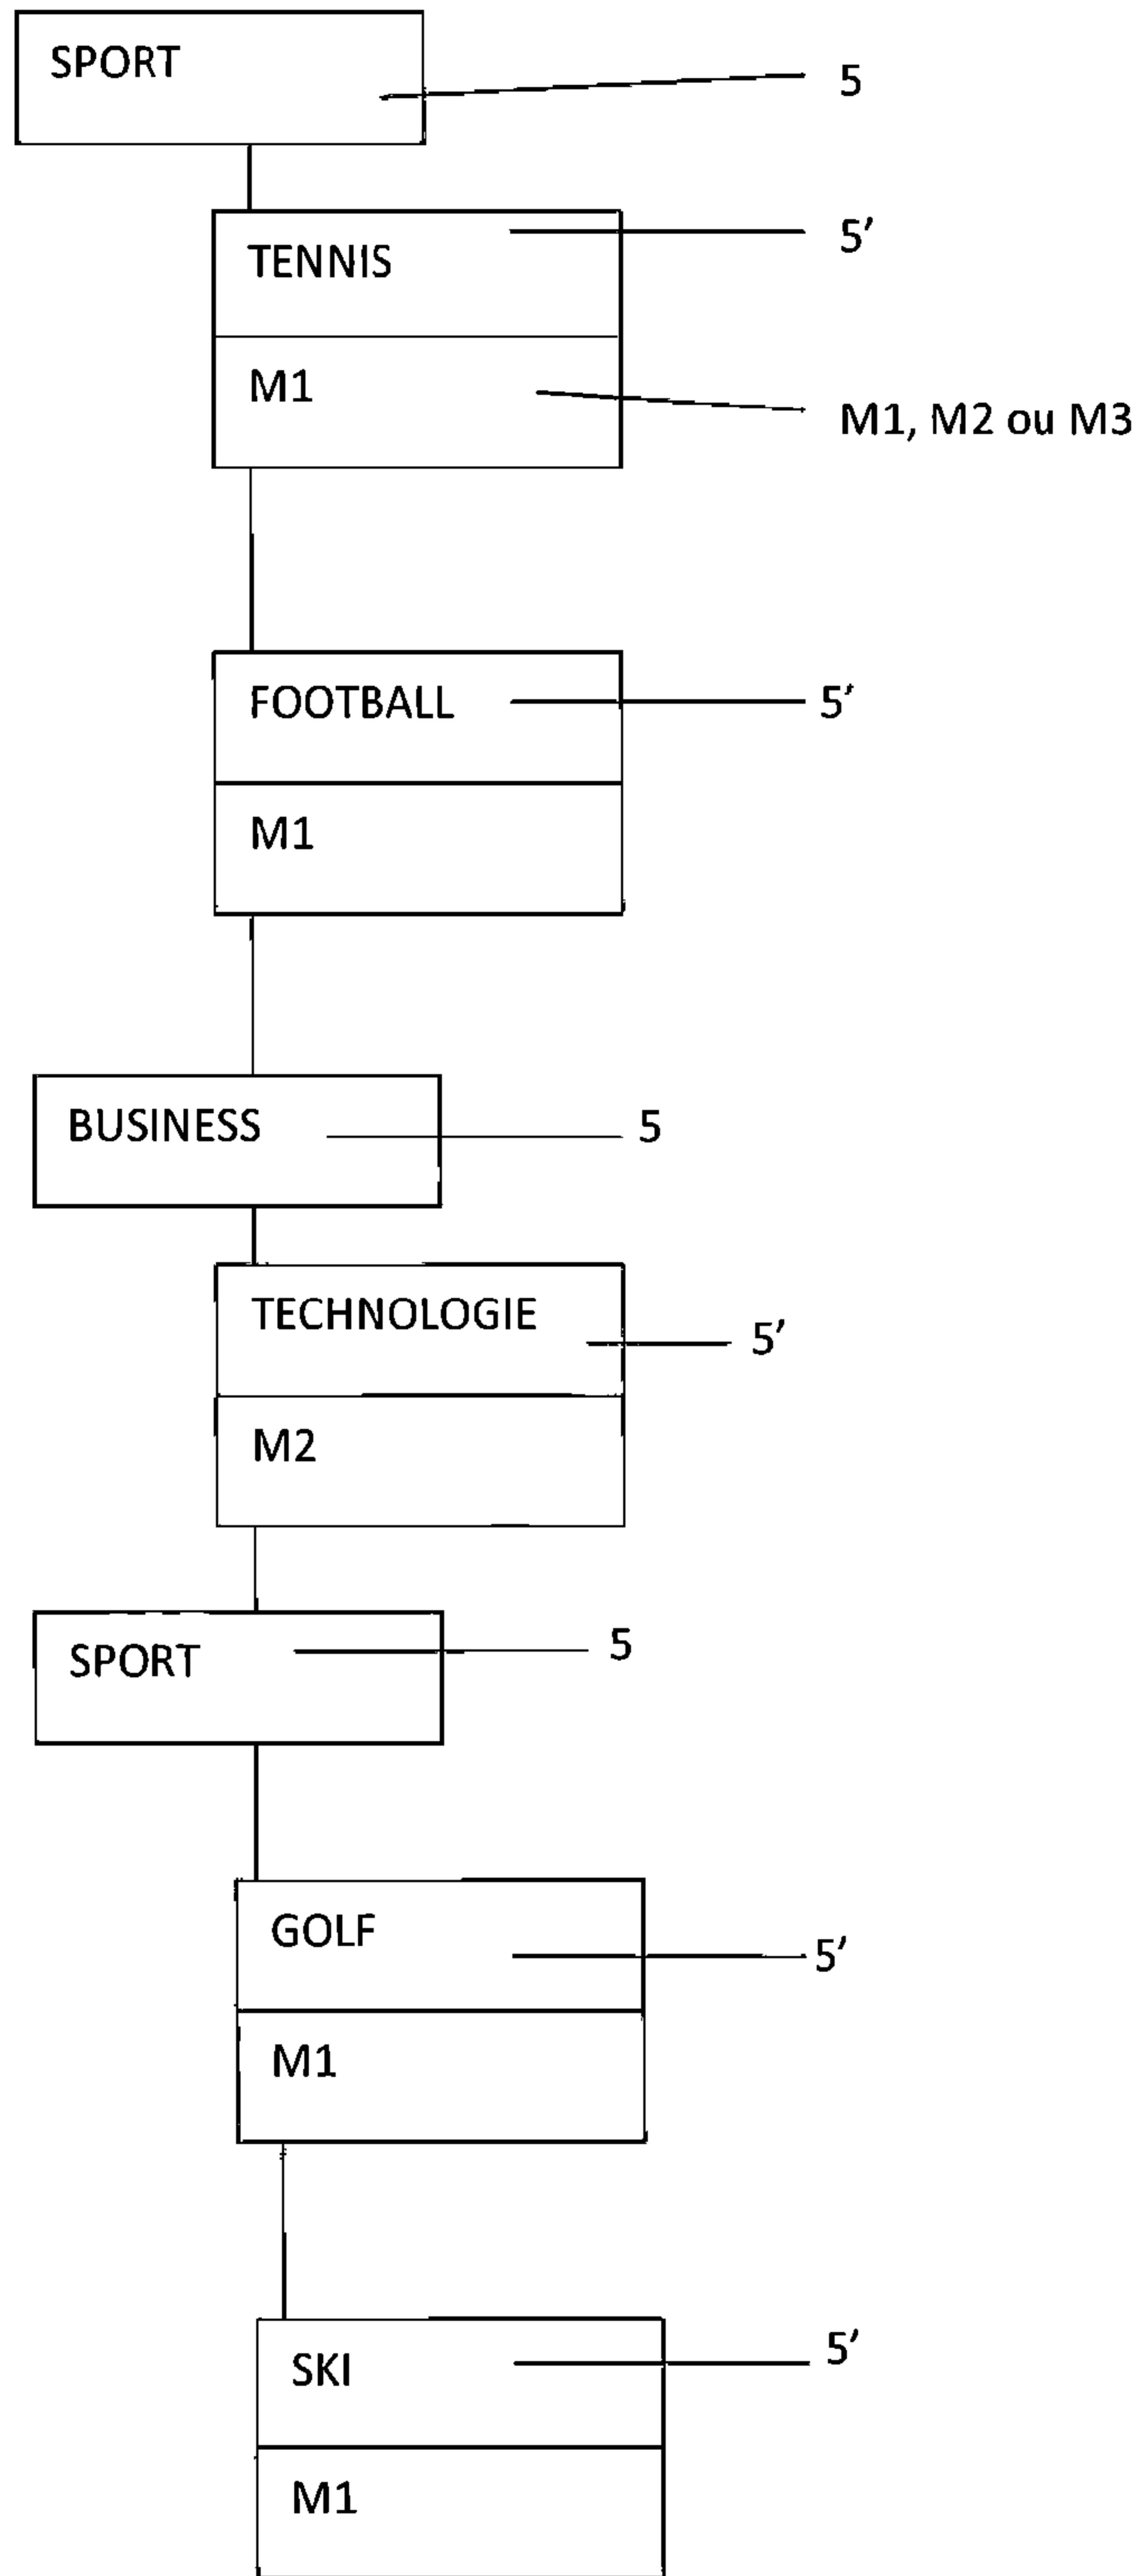 SPORT
5
5'
TENNIS
M1
M1, M2 ou M3
FOOTBALL
5'
M1
BUSINESS
5
TECHNOLOGIE
5'
M2
SPORT
5
GOLF
5'
M1
SKI
5'
M1